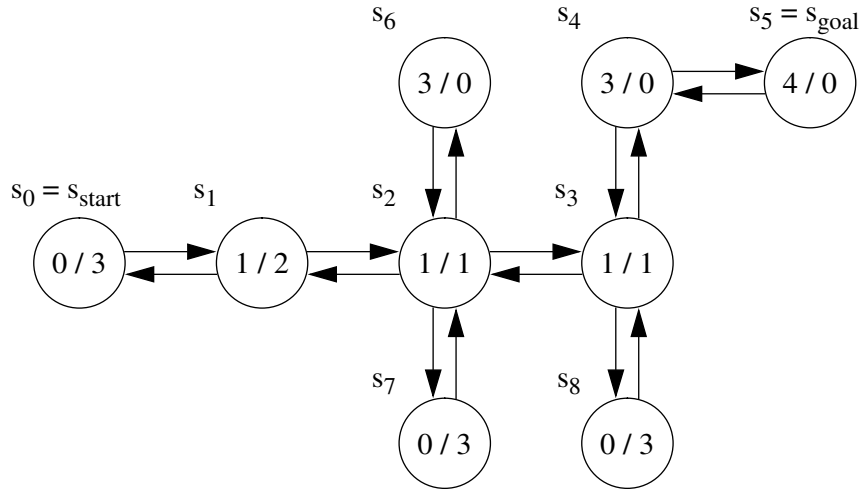 s6 s4 s5 = sgoal
3 / 0 3 / 0 4 / 0
s0 = sstart s1 s2 s3
0 / 3 1 / 2 1 / 1 1 / 1
s7 s8
0 / 3 0 / 3